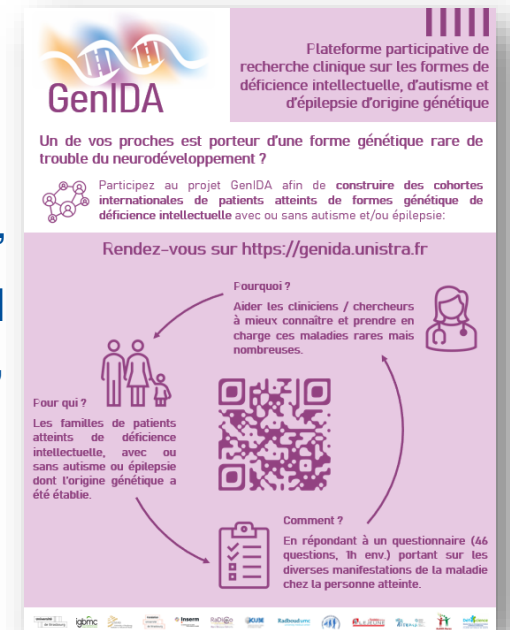 GenIDA
Plateforme participative de
recherche clinique sur les formes de
déficience intellectuelle, d'autisme et
d'épilepsie d'origine génétique
Un de vos proches est porteur d'une forme génétique rare de
trouble du neurodéveloppement ?
Participez au projet GenIDA afin de construire des cohortes
internationales de patients atteints de formes génétique de
déficience intellectuelle avec ou sans autisme et/ou épilepsie:
Rendez-vous sur https://genida.unistra.fr
Pourquoi ?
Aider les cliniciens / chercheurs
à mieux connaître et prendre en
charge ces maladies rares mais
nombreuses.
Pour qui ?
Les familles de patients
atteints de déficience
intellectuelle, avec ou
sans autisme ou épilepsie
dont l'origine génétique a
été établie.
Comment ?
En répondant à un questionnaire (46
questions, 1h env.) portant sur les
diverses manifestations de la maladie
chez la personne atteinte.
igbmc Inserm Radboudumc